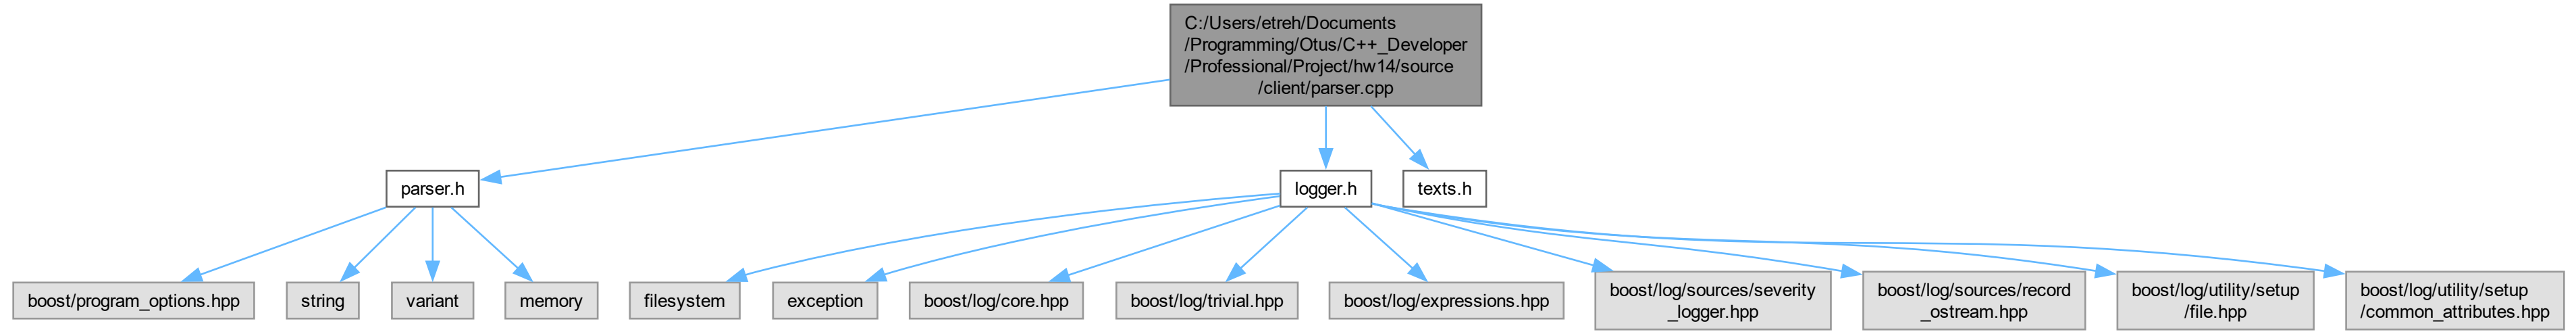 C:/Users/etreh/Documents
/Programming/Otus/C++_Developer
/Professional/Project/hw14/source
/client/parser.cpp
parser.h
logger.h
texts.h
boost/program_options.hpp
string
variant
memory
filesystem
exception
boost/log/core.hpp
boost/log/trivial.hpp
boost/log/expressions.hpp
boost/log/sources/severity
_logger.hpp
boost/log/sources/record
_ostream.hpp
boost/log/utility/setup
/file.hpp
boost/log/utility/setup
/common_attributes.hpp